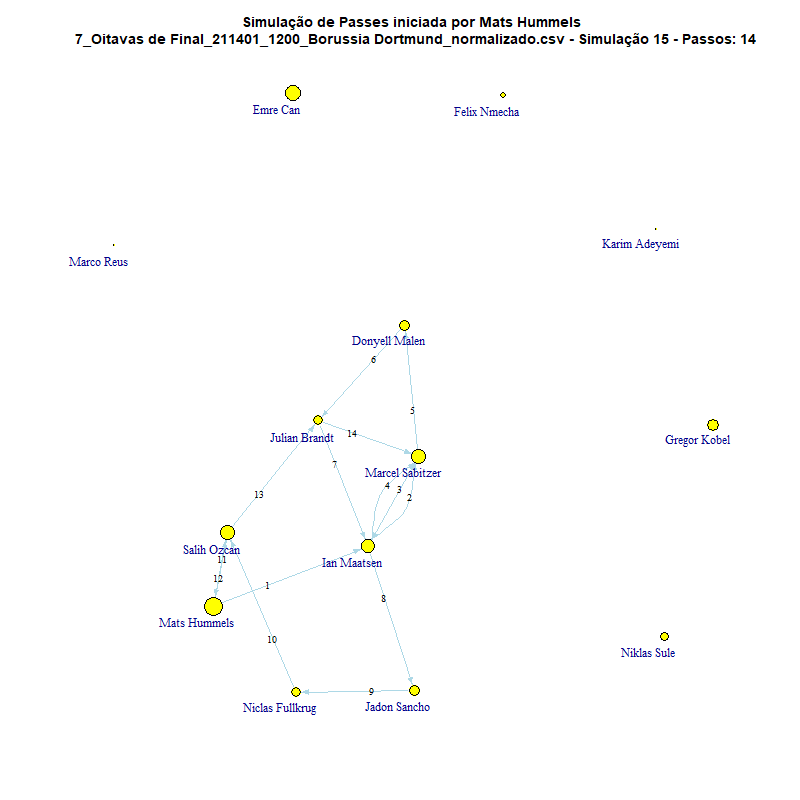 Simulação de Passes iniciada por Mats Hummels
7_Oitavas de Final_211401_1200_Borussia Dortmund_normalizado.csv - Simulação 15 - Passos: 14
Emre Can
Felix Nmecha
Karim Adeyemi
Marco Reus
Donyell Malen
6
5
Julian Brandt
14
Gregor Kobel
7
Marcel Sabitzer
4
3
2
13
Salih Ozcan
11
Ian Maatsen
12
1
8
Mats Hummels
10
Niklas Sule
9
Niclas Fullkrug
Jadon Sancho